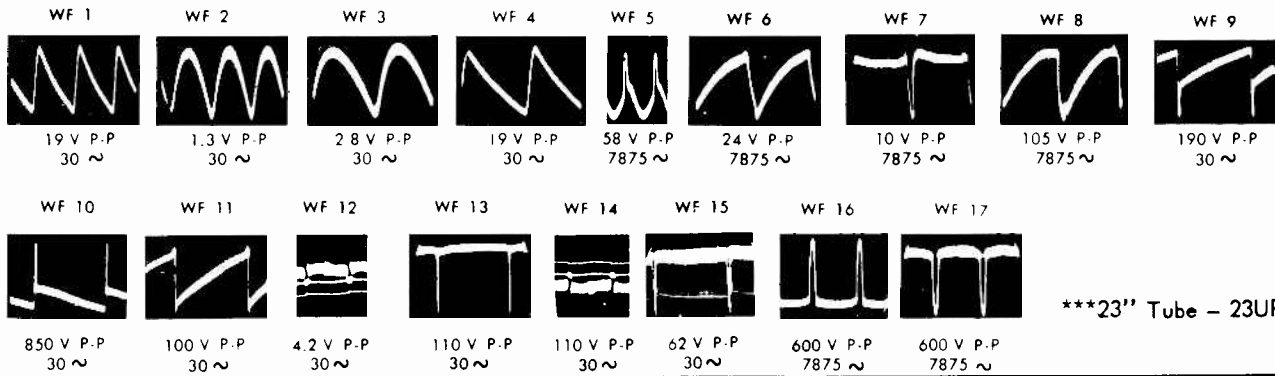 WF 1 WF 2 WF 3 WF 4 WF 5 WF 6 WF 7 WF 8 WF 9
19 V P-P 1.3 V P-P 2 8 V P-P 19 V P-P 58 V P-P 24 V P-P 10 V P-P 105 V P-P 190 V P-P
30 ~ 30 ~ 30 ~ 30 ~ 7875 ~ 7875 ~ 7875 ~ 7875 ~ 30 ~
WF 10 WF 11 WF 12 WF 13 WF 14 WF 15 WF 16 WF 17
***23" Tube – 23UF
850 V P-P 100 V P-P 4.2 V P-P 110 V P-P 110 V P-P 62 V P-P 600 V P-P 600 V P-P
30 ~ 30 ~ 30 ~ 30 ~ 30 ~ 30 ~ 7875 ~ 7875 ~